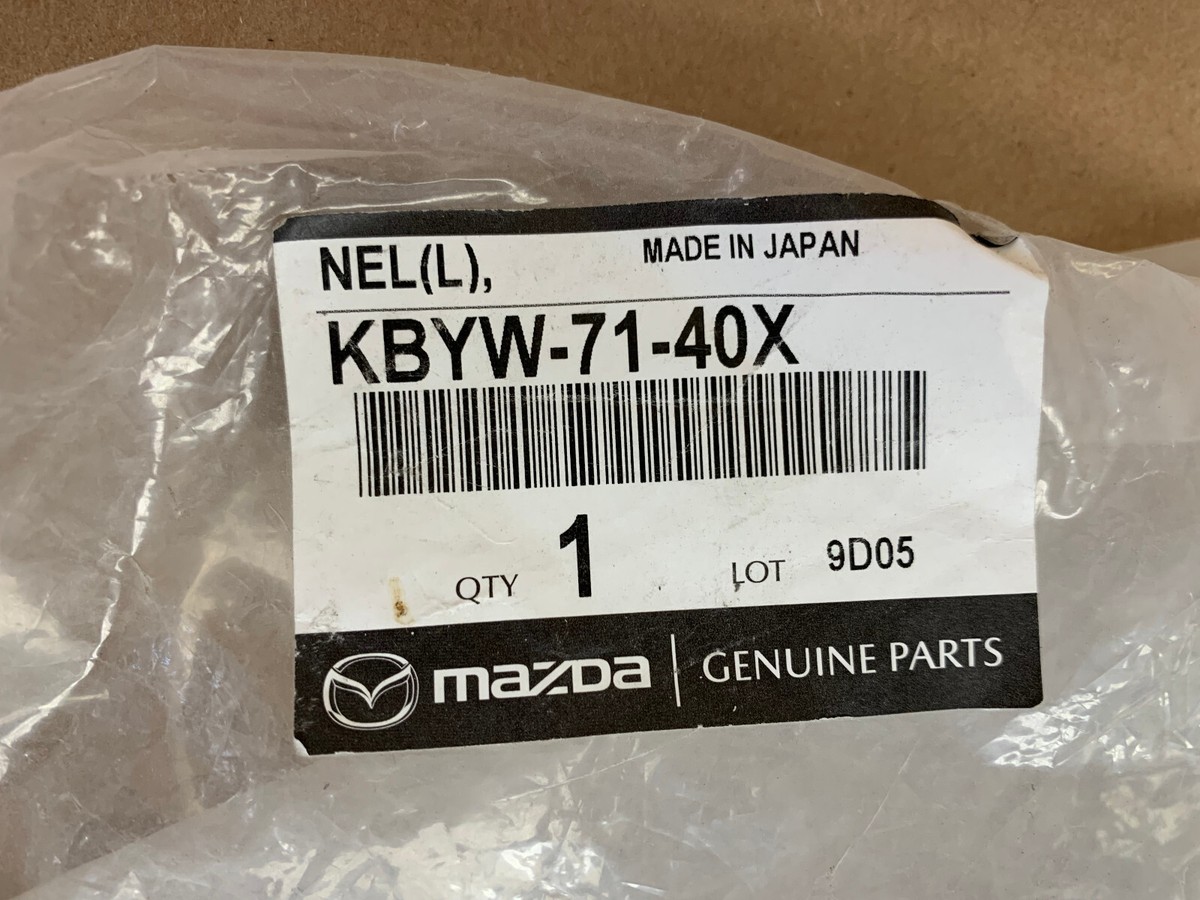 NEL(L), MADE IN JAPAN
KBYW-71-40X
QTY 1 LOT 9D05
mazda GENUINE PARTS